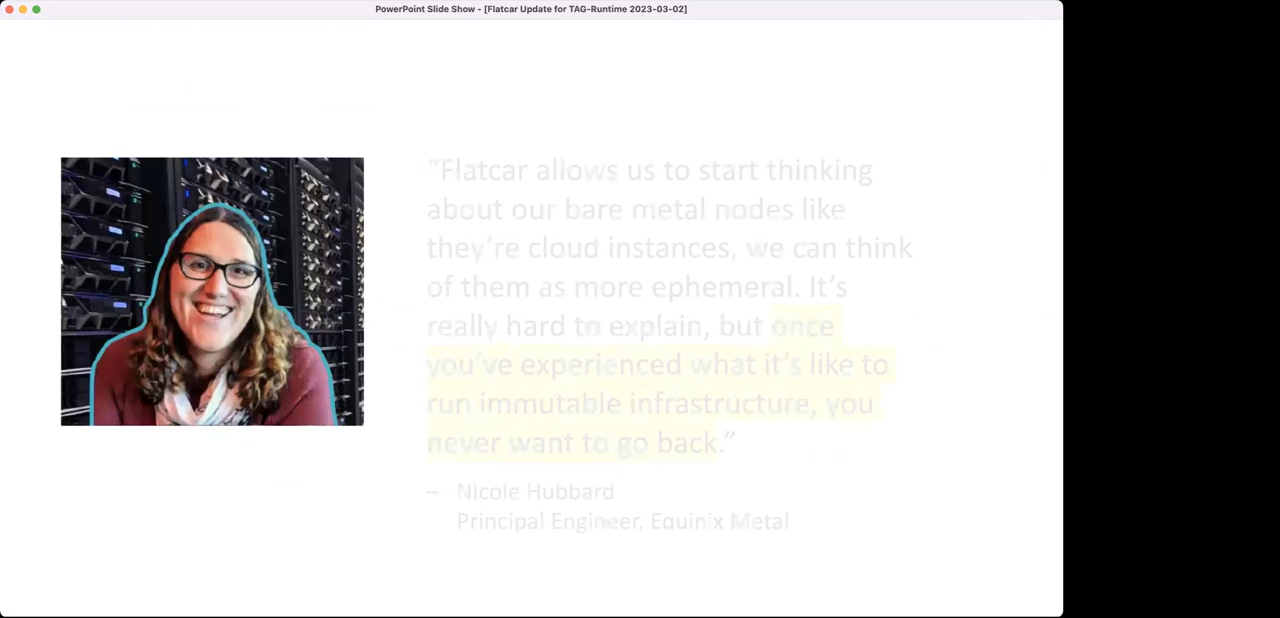 PowerPoint Slide Show - [Flatcar Update for TAG-Runtime 2023-03-02]
"Flatcar allows us to start thinking
about our bare metal nodes like
they're cloud instances, we can think
of them as more ephemeral. It's
really hard to explain, but once
you've experienced what it's like to
run immutable infrastructure, you
never want to go back."
– Nicole Hubbard
Principal Engineer, Equinix Metal